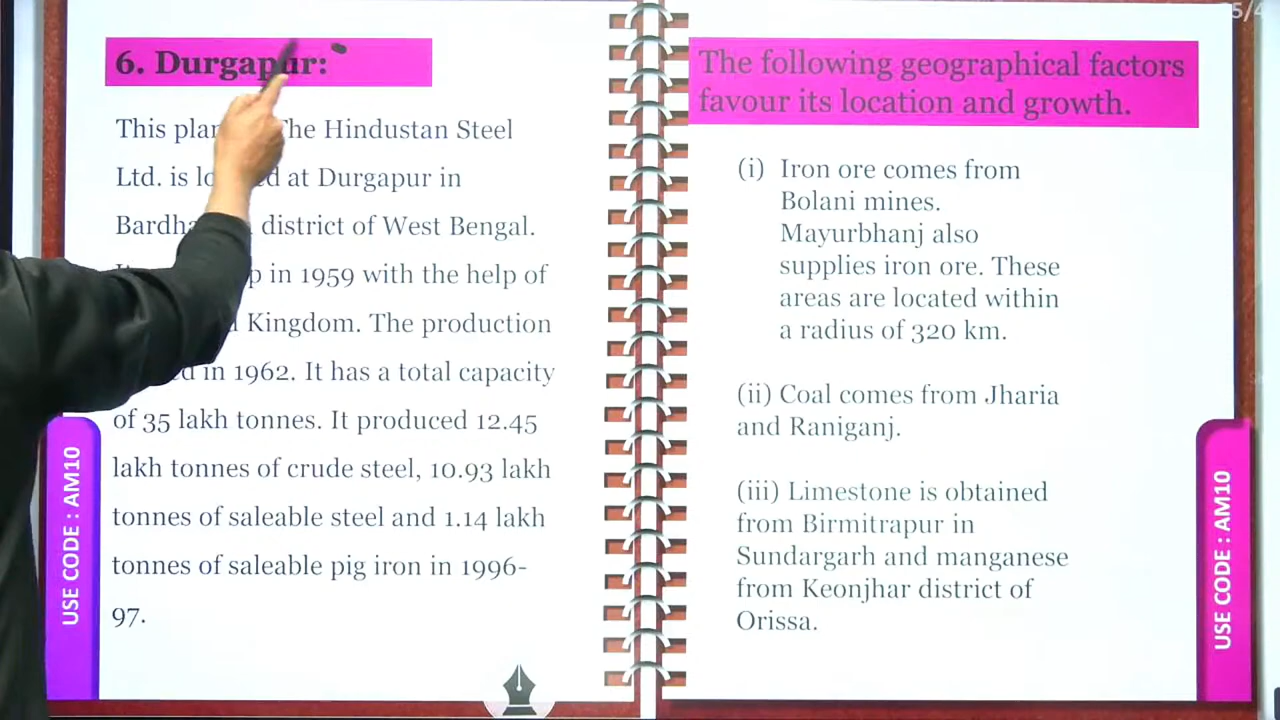 6. Durgapur:
This The Hindustan Steel
Ltd. is at Durgapur in
district of West Bengal.
in 1959 with the help of
Kingdom. The production
in 1962. It has a total capacity
of 35 lakh tonnes. It produced 12.45
lakh tonnes of crude steel, 10.93 lakh
tonnes of saleable steel and 1.14 lakh
tonnes of saleable pig iron in 1996-
97.
USE CODE : AM10
The following geographical factors
favour its location and growth.
(i) Iron ore comes from
Bolani mines.
Mayurbhanj also
supplies iron ore. These
areas are located within
a radius of 320 km.
(ii) Coal comes from Jharia
and Raniganj.
(iii) Limestone is obtained
from Birmitrapur in
Sundargarh and manganese
from Keonjhar district of
Orissa.
USE CODE : AM10